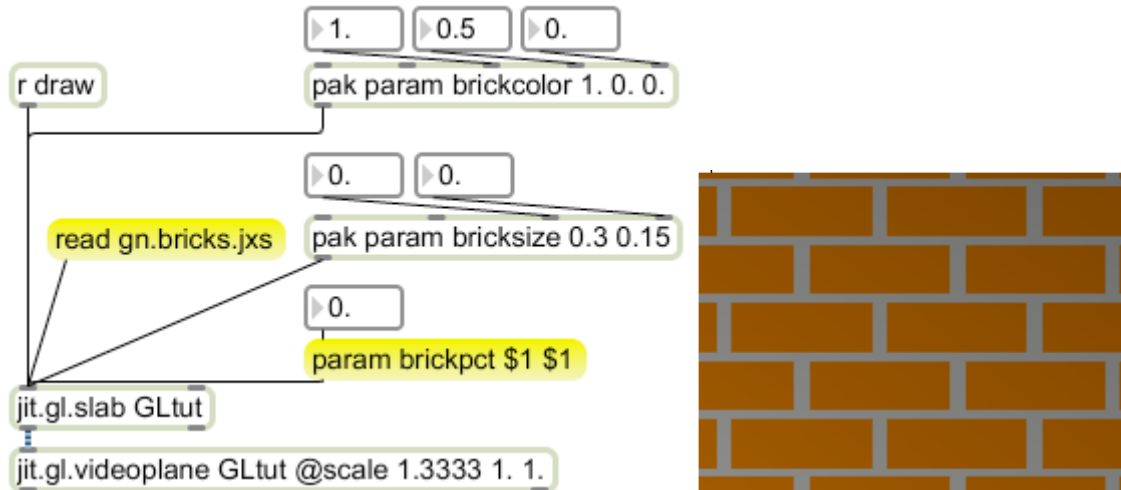 1. 0.5 0.
r draw
pak param brickcolor 1. 0. 0.
0. 0.
read gn.bricks.jxs
pak param bricksize 0.3 0.15
0.
param brickpct $1 $1
jit.gl.slab GLtut
jit.gl.videoplane GLtut @scale 1.3333 1. 1.